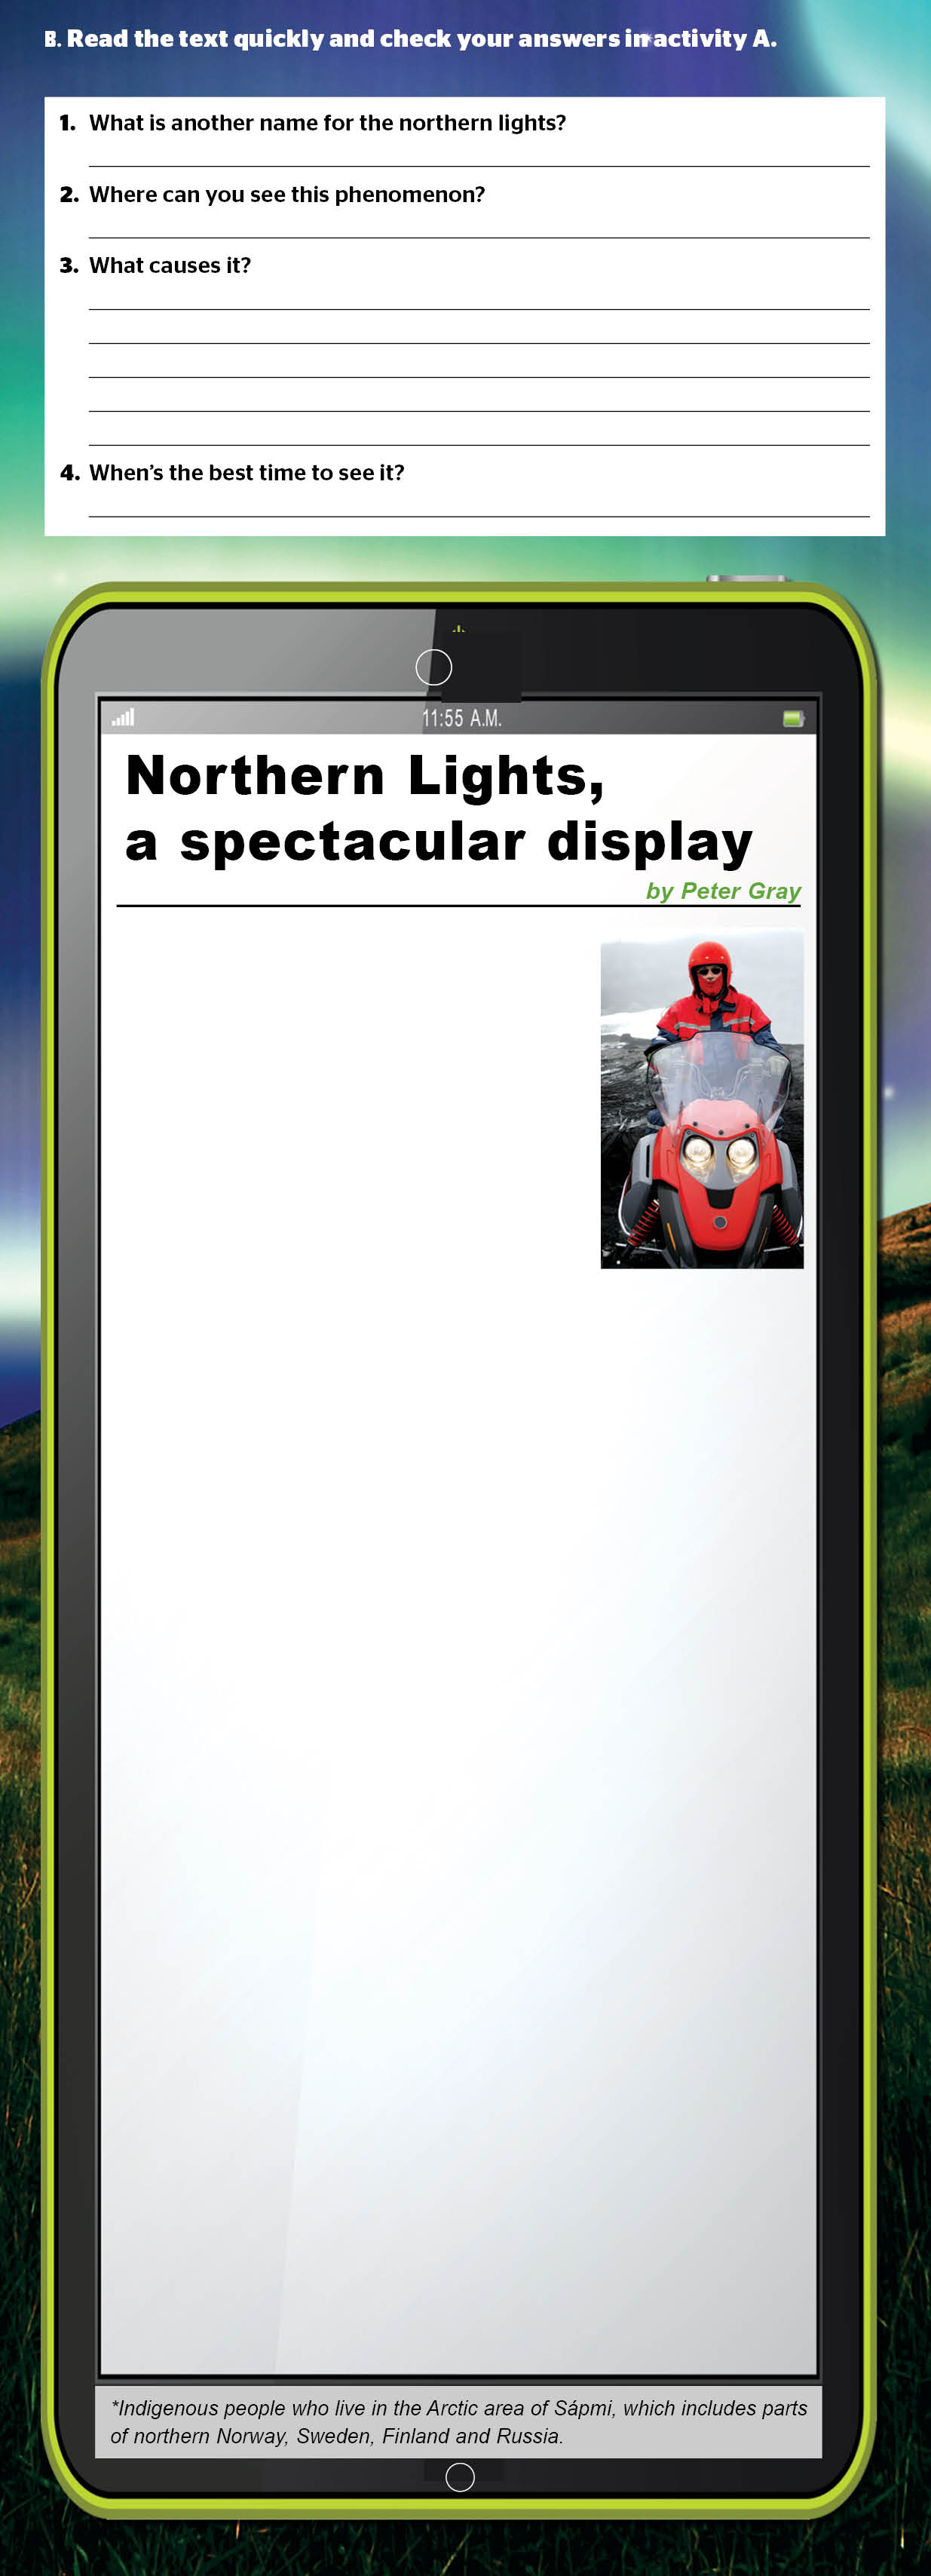 B. Read the text quickly and check your answers in activity A.
1. What is another name for the northern lights?
2. Where can you see this phenomenon?
3. What causes it?
4. When’s the best time to see it?
11:55 A.M.
Northern Lights,
a spectacular display
by Peter Gray
*Indigenous people who live in the Arctic area of Sápmi, which includes parts
of northern Norway, Sweden, Finland and Russia.